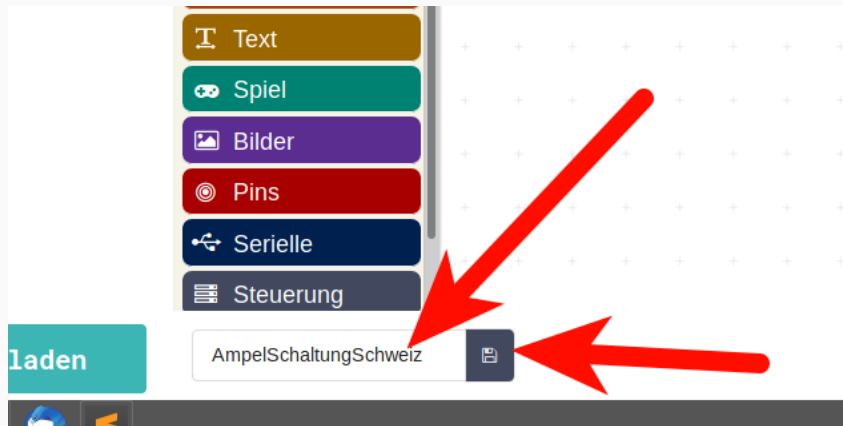 Text
Spiel
Bilder
Pins
Serielle
Steuerung
laden
AmpelSchaltungSchweiz